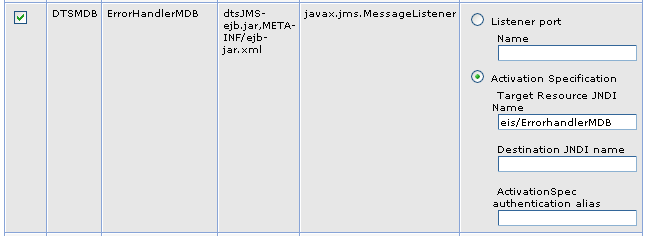 DTSMDB
ErrorHandlerMDB
dtsJMS-
ejb.jar,META-
INF/ejb-
jar.xml
javax.jms.MessageListener
Listener port
Name
Activation Specification
Target Resource JNDI
Name
eis/ErrorhandlerMDB
Destination JNDI name
ActivationSpec
authentication alias